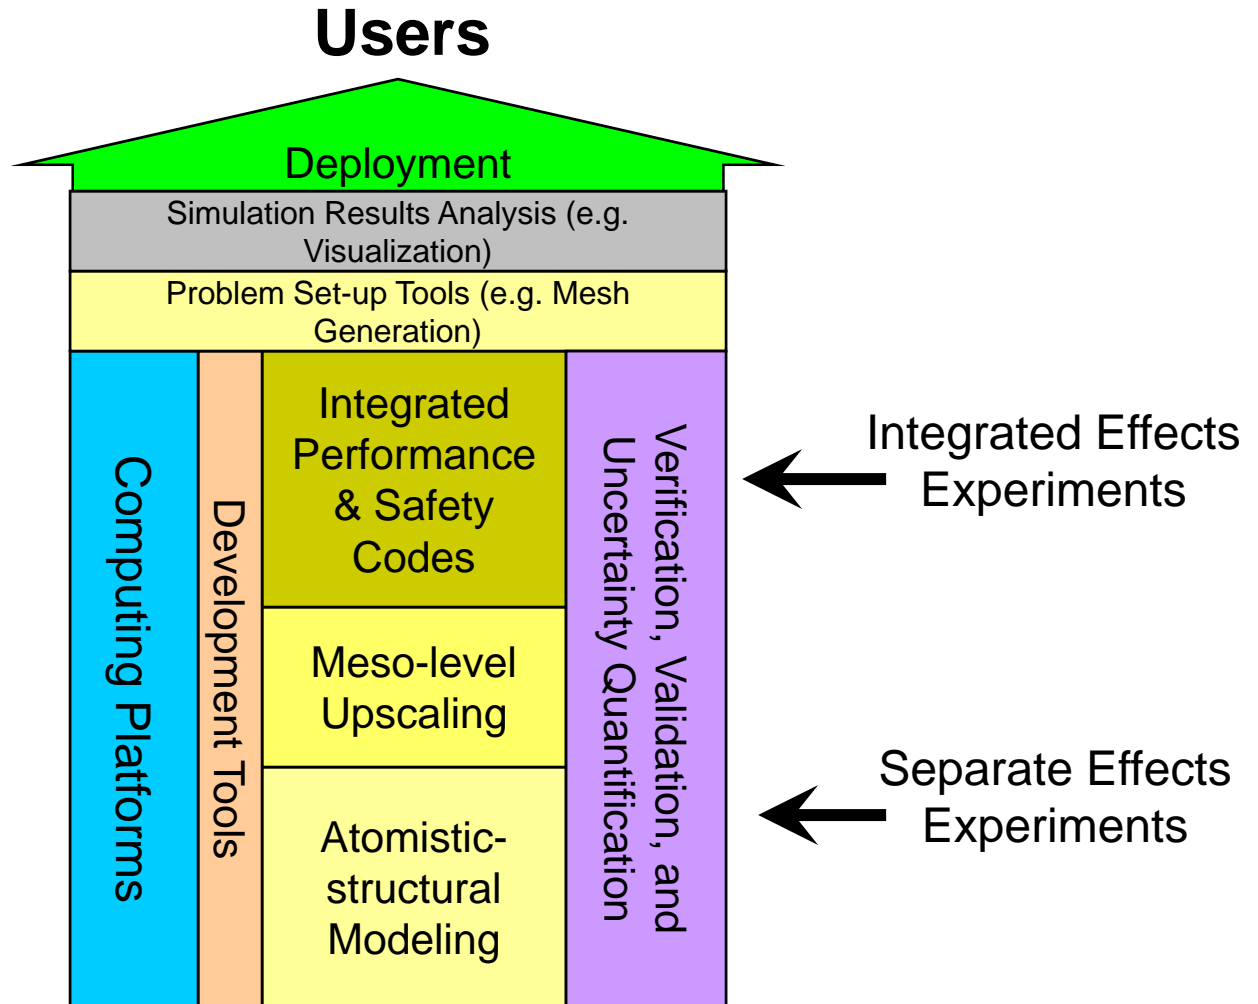 Users
Deployment
Simulation Results Analysis (e.g.
Visualization)
Problem Set-up Tools (e.g. Mesh
Generation)
Computing Platforms
Development Tools
Integrated
Performance
& Safety
Codes
Meso-level
Upscaling
Atomistic-
structural
Modeling
Verification, Validation, and
Uncertainty Quantification
Integrated Effects
Experiments
Separate Effects
Experiments